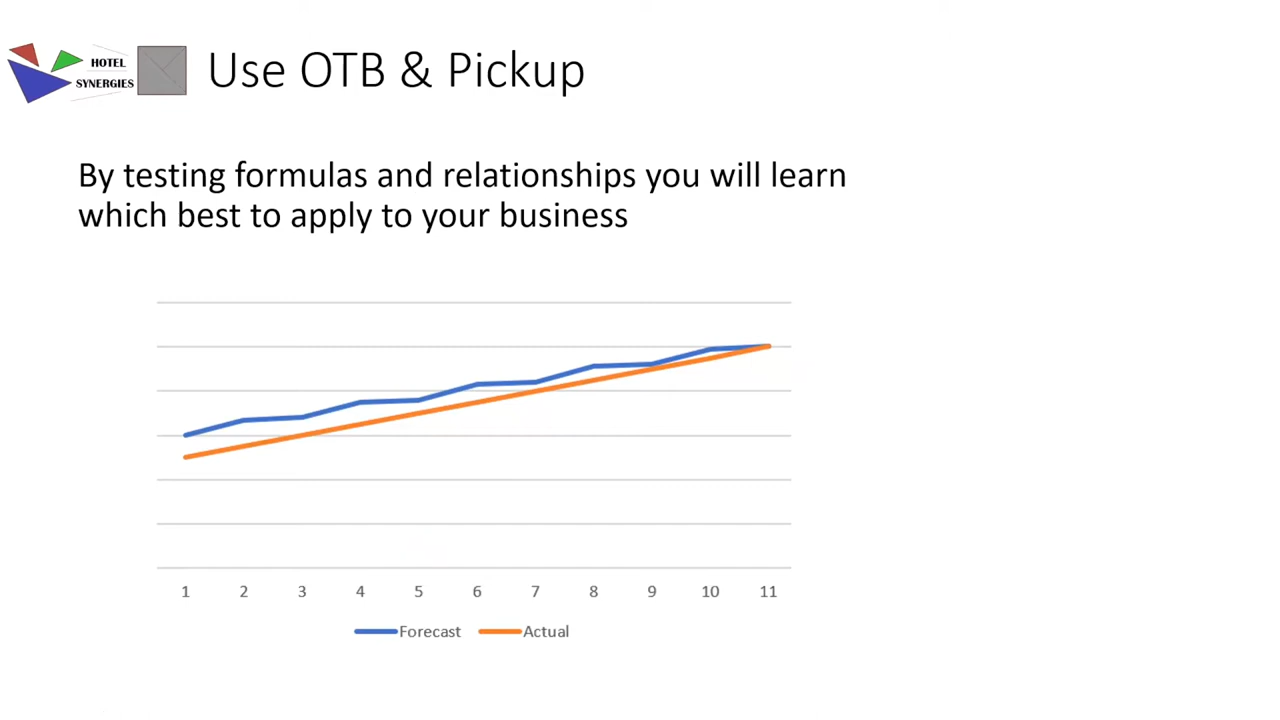 HOTEL
SYNERGIES
Use OTB & Pickup
By testing formulas and relationships you will learn
which best to apply to your business
1 2 3 4 5 6 7 8 9 10 11
Forecast Actual